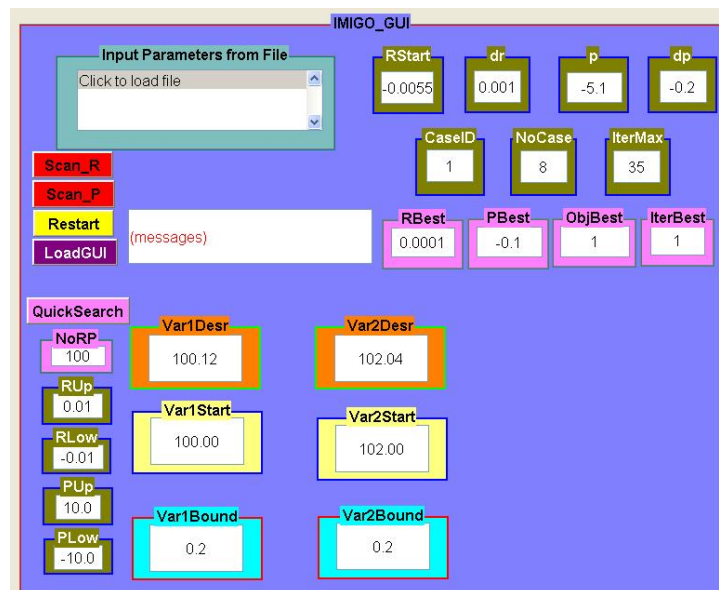 IMIGO_GUI
Input Parameters from File
Click to load file
RStart dr p dp
-0.0055 0.001 -5.1 -0.2
CaseID NoCase IterMax
1 8 35
Scan_R
Scan_P
Restart
LoadGUI
(messages)
RBest PBest ObjBest IterBest
0.0001 -0.1 1 1
QuickSearch
NoRP
100
RUp
0.01
RLow
-0.01
PUp
10.0
PLow
-10.0
Var1Desr Var2Desr
100.12 102.04
Var1Start Var2Start
100.00 102.00
Var1Bound Var2Bound
0.2 0.2